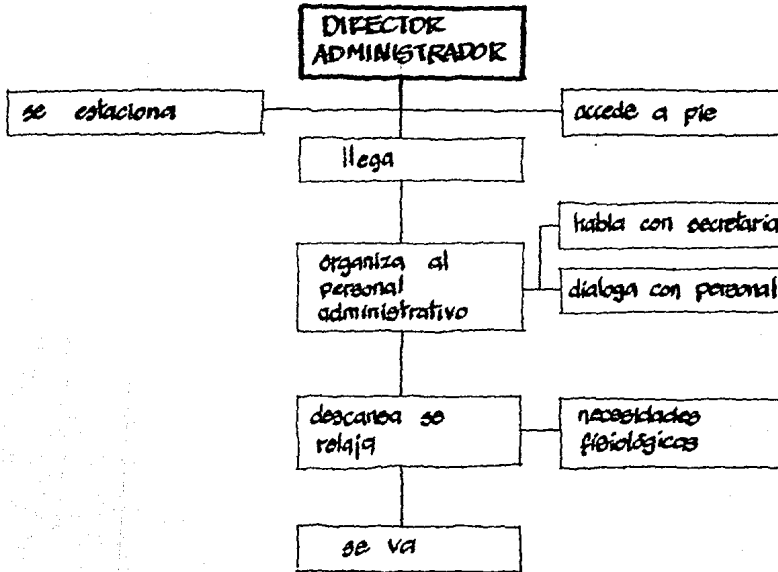 DIRECTOR
ADMINISTRADOR
se estaciona
accede a pie
llega
habla con secretaria
organiza al
personal
administrativo
dialoga con personal
descansa se
relaja
necesidades
fisiológicas
se va